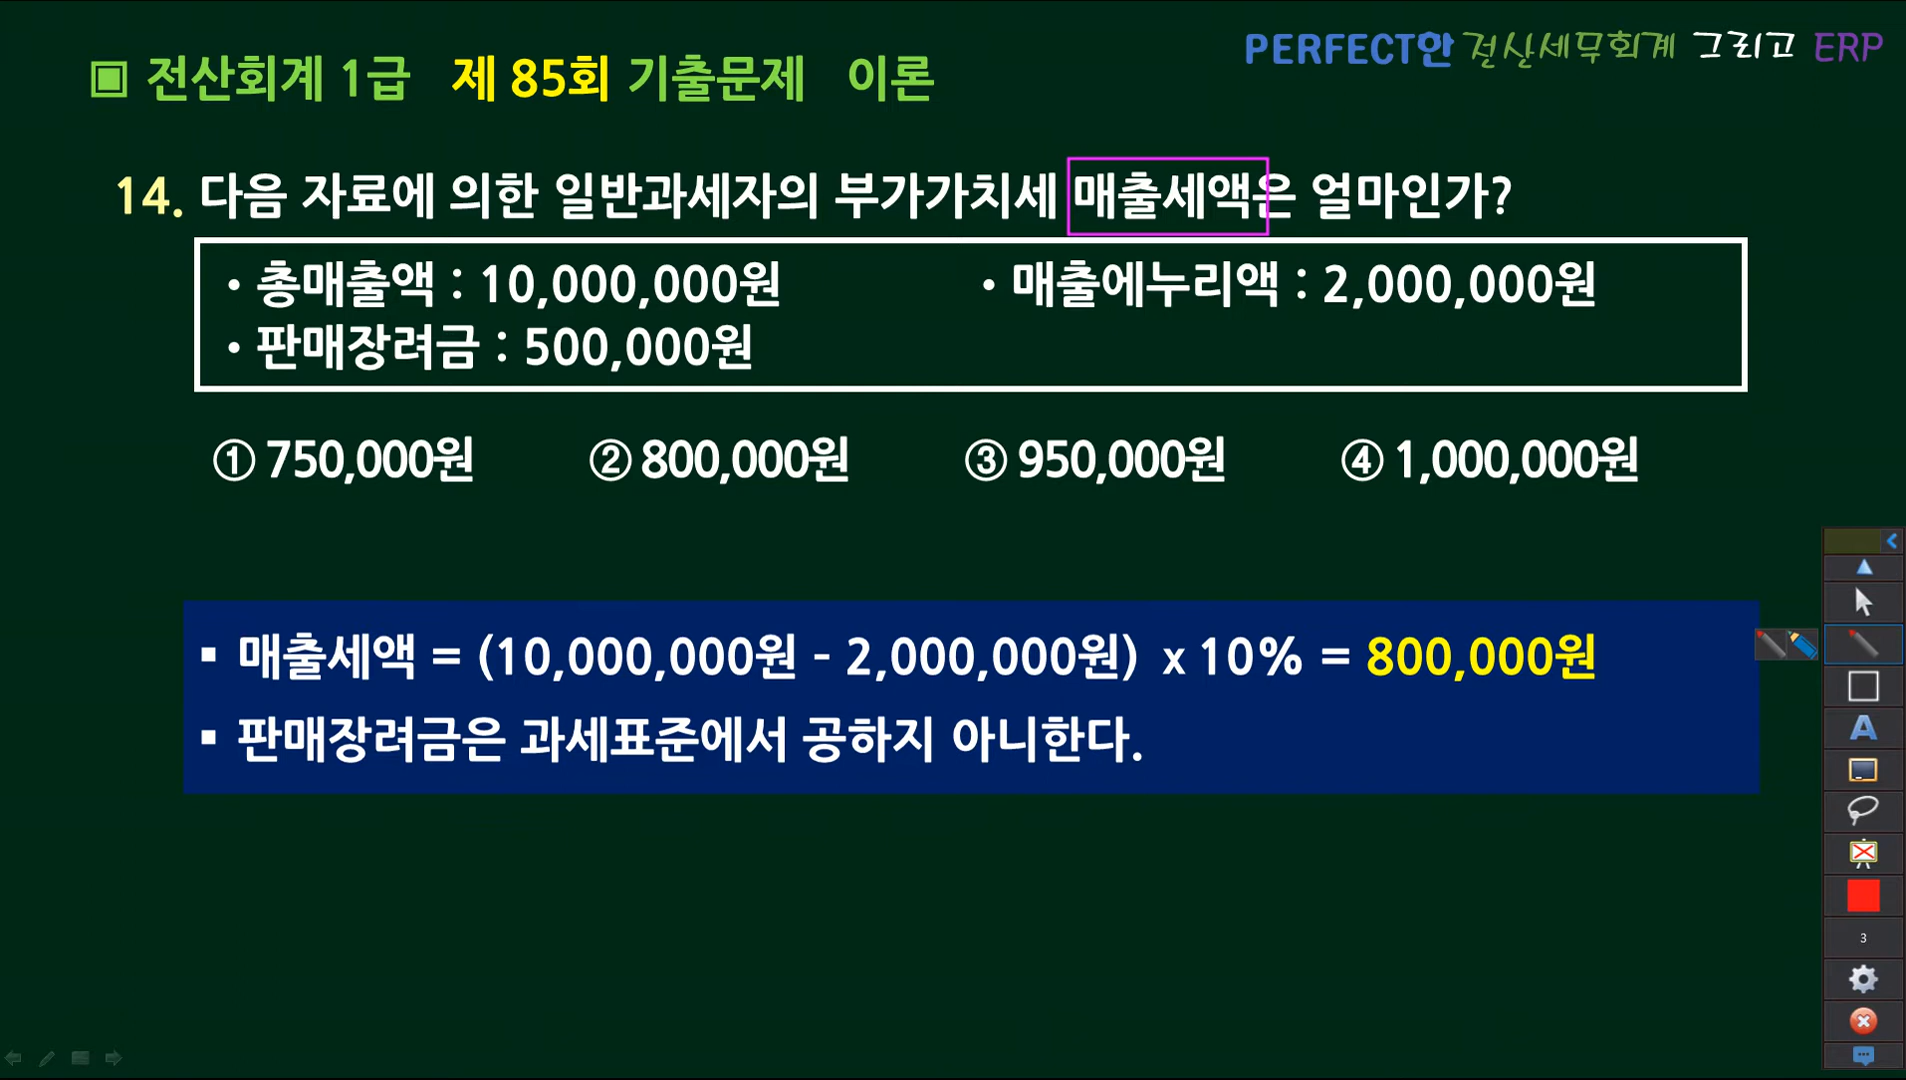 PERFECT한 전산세무회계 그리고 ERP
▣ 전산회계 1급 제 85회 기출문제 이론
14. 다음 자료에 의한 일반과세자의 부가가치세 매출세액은 얼마인가?
• 총매출액 : 10,000,000원 • 매출에누리액 : 2,000,000원
• 판매장려금 : 500,000원
① 750,000원 ② 800,000원 ③ 950,000원 ④ 1,000,000원
▪ 매출세액 = (10,000,000원 - 2,000,000원) x 10% = 800,000원
▪ 판매장려금은 과세표준에서 공하지 아니한다.
A
3